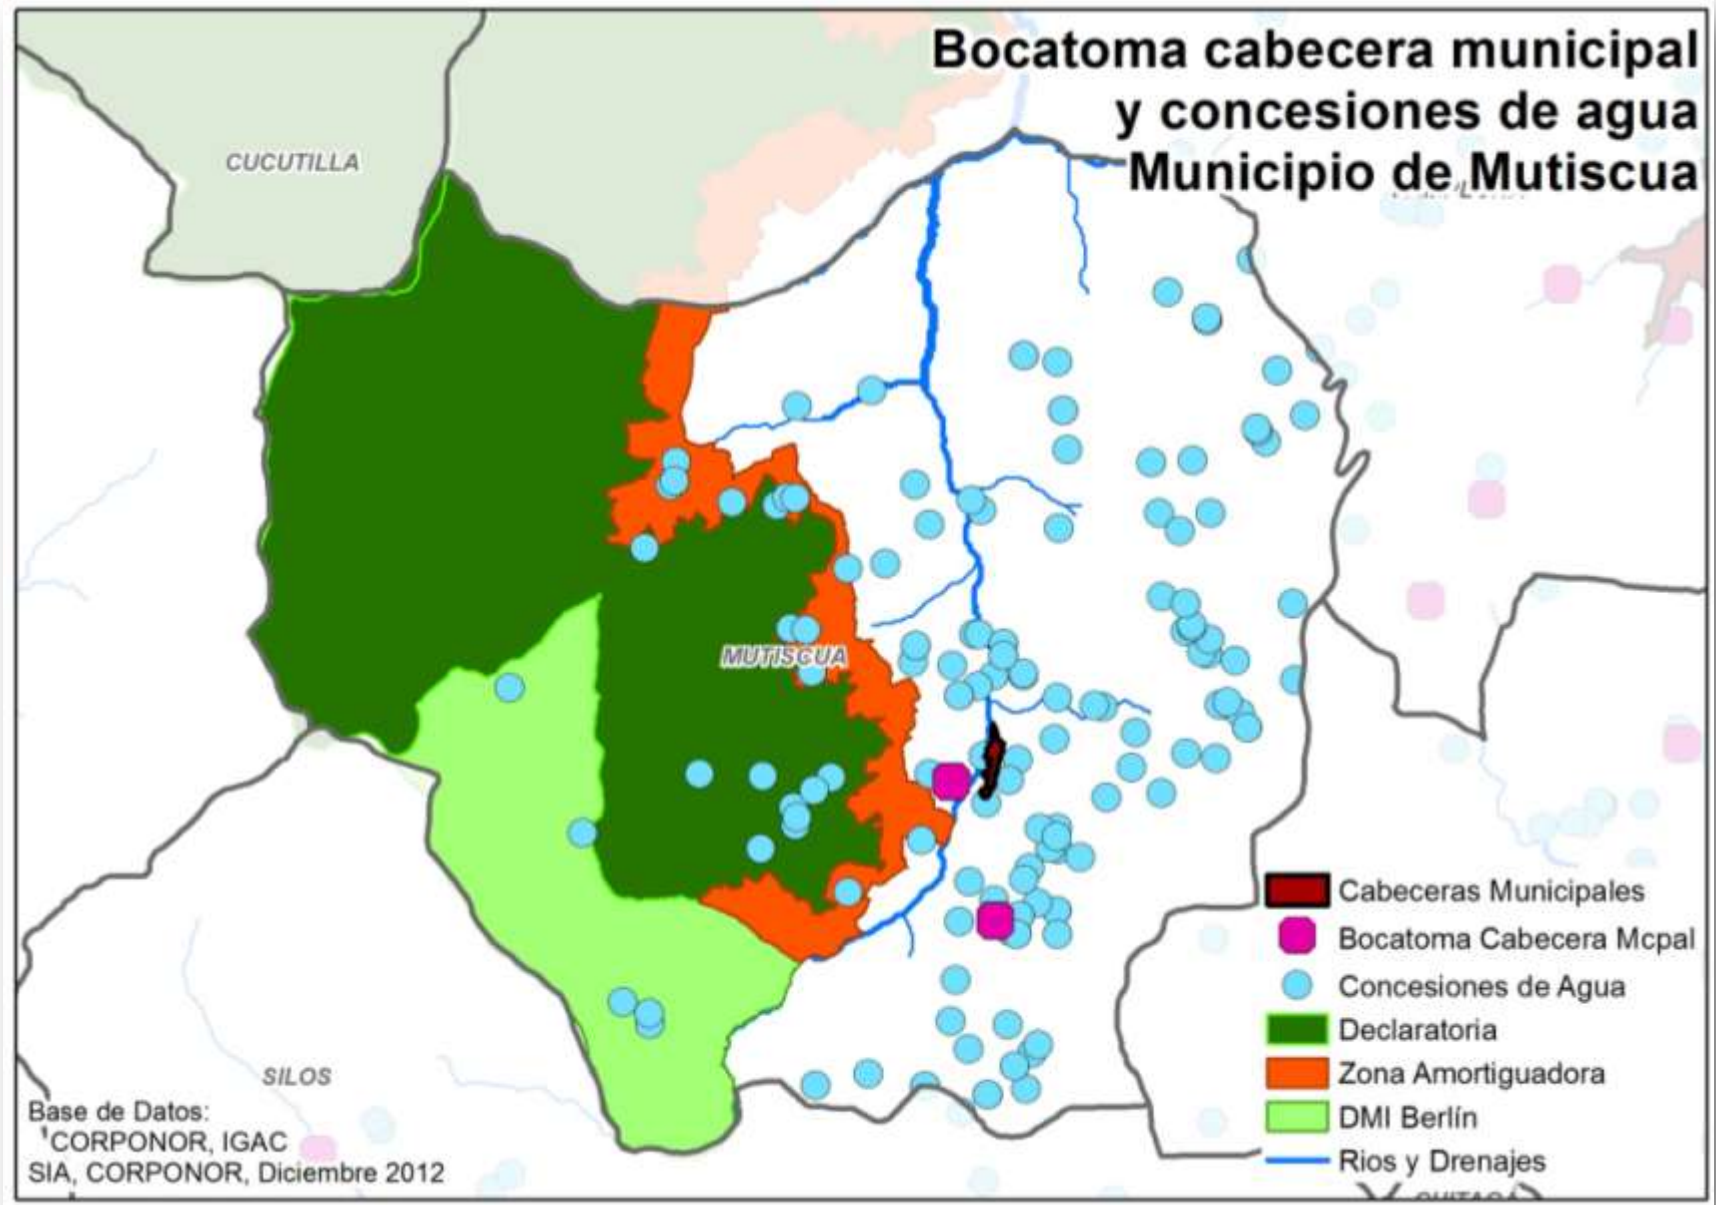 Bocatoma cabecera municipal
y concesiones de agua
Municipio de Mutiscua
CUCUTILLA
MUTISCUA
SILOS
Cabeceras Municipales
Bocatoma Cabecera Mcpal
Concesiones de Agua
Declaratoria
Zona Amortiguadora
DMI Berlín
Rios y Drenajes
Base de Datos:
CORPONOR, IGAC
SIA, CORPONOR, Diciembre 2012